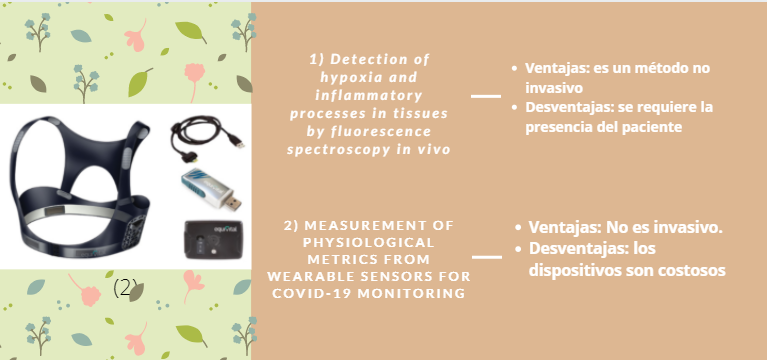 1) Detection of
hypoxia and
inflammatory
processes in tissues
by fluorescence
spectroscopy in vivo
• Ventajas: es un método no
invasivo
• Desventajas: se requiere la
presencia del paciente
equivital
(2)
2) MEASUREMENT OF
PHYSIOLOGICAL
METRICS FROM
WEARABLE SENSORS FOR
COVID-19 MONITORING
• Ventajas: No es invasivo.
• Desventajas: los
dispositivos son costosos